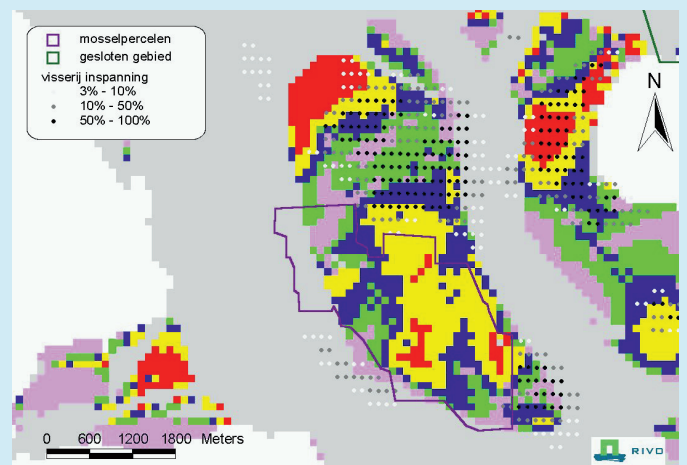 mosselpercelen
gesloten gebied
visserij inspanning
3% - 10%
10% - 50%
50% - 100%
N
0 600 1200 1800 Meters
RIVO